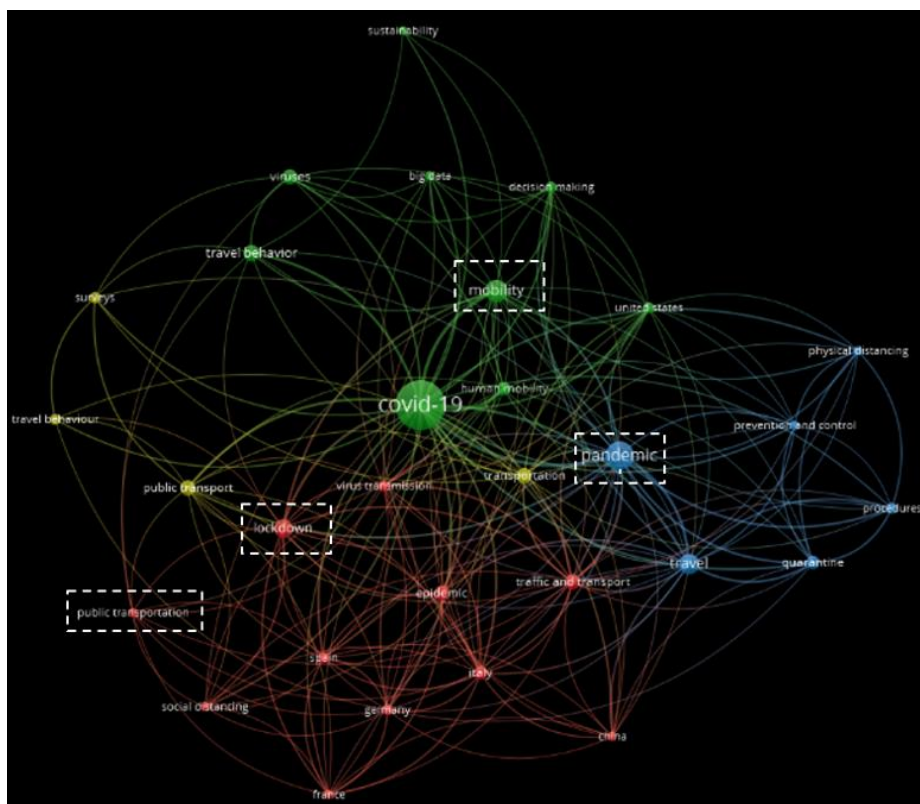 sustainability
viruses
big data
decision making
travel behavior
mobility
surveys
united states
physical distancing
human mobility
covid-19
travel behaviour
prevention and control
pandemic
transportation
public transport
virus transmission
procedures
lockdown
travel
quarantine
traffic and transport
epidemic
public transportation
spain
italy
social distancing
germany
china
france